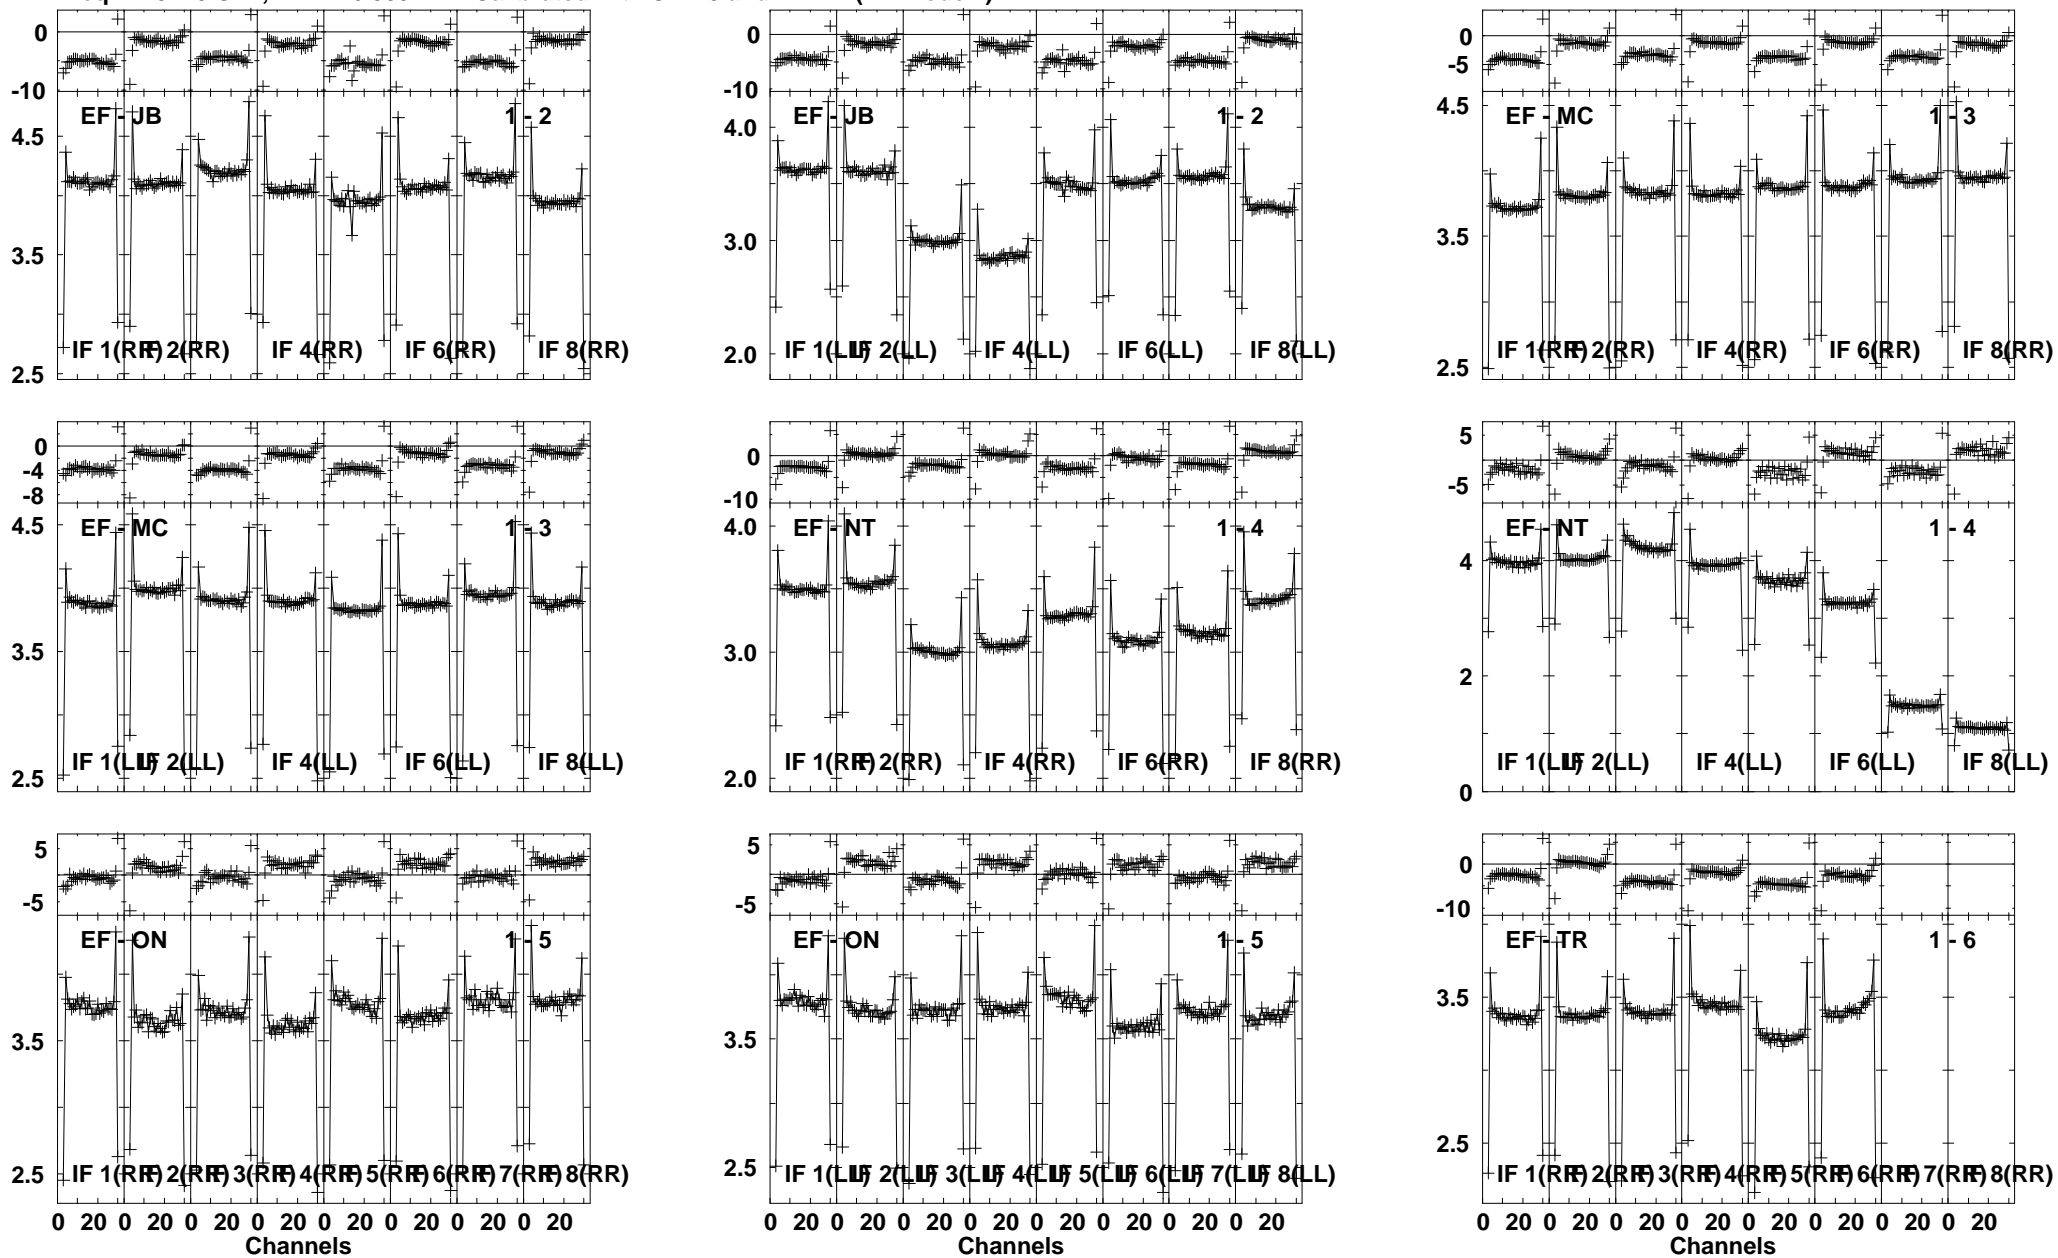 0
-10
EF - JB 1 - 2
4.5
3.5
2.5
IF 1(RR) IF 2(RR) IF 4(RR) IF 6(RR) IF 8(RR)
0
-10
EF - JB 1 - 2
4.0
3.0
2.0
IF 1(LL) IF 2(LL) IF 4(LL) IF 6(LL) IF 8(LL)
0
-5
EF - MC 1 - 3
4.5
3.5
2.5
IF 1(RR) IF 2(RR) IF 4(RR) IF 6(RR) IF 8(RR)
0
-4
-8
EF - MC 1 - 3
4.5
3.5
2.5
IF 1(LL) IF 2(LL) IF 4(LL) IF 6(LL) IF 8(LL)
0
-10
EF - NT 1 - 4
4.0
3.0
2.0
IF 1(RR) IF 2(RR) IF 4(RR) IF 6(RR) IF 8(RR)
5
-5
EF - NT 1 - 4
4
2
0
IF 1(LL) IF 2(LL) IF 4(LL) IF 6(LL) IF 8(LL)
5
-5
EF - ON 1 - 5
3.5
2.5
IF 1(RR) IF 2(RR) IF 3(RR) IF 4(RR) IF 5(RR) IF 6(RR) IF 7(RR) IF 8(RR)
0 20 0 20 0 20 0 20 0 20 0 20 0 20 0 20
Channels
5
-5
EF - ON 1 - 5
3.5
2.5
IF 1(LL) IF 2(LL) IF 3(LL) IF 4(LL) IF 5(LL) IF 6(LL) IF 7(LL) IF 8(LL)
0 20 0 20 0 20 0 20 0 20 0 20 0 20 0 20
Channels
0
-10
EF - TR 1 - 6
3.5
2.5
IF 1(RR) IF 2(RR) IF 3(RR) IF 4(RR) IF 5(RR) IF 6(RR) IF 7(RR) IF 8(RR)
0 20 0 20 0 20 0 20 0 20 0 20 0 20 0 20
Channels